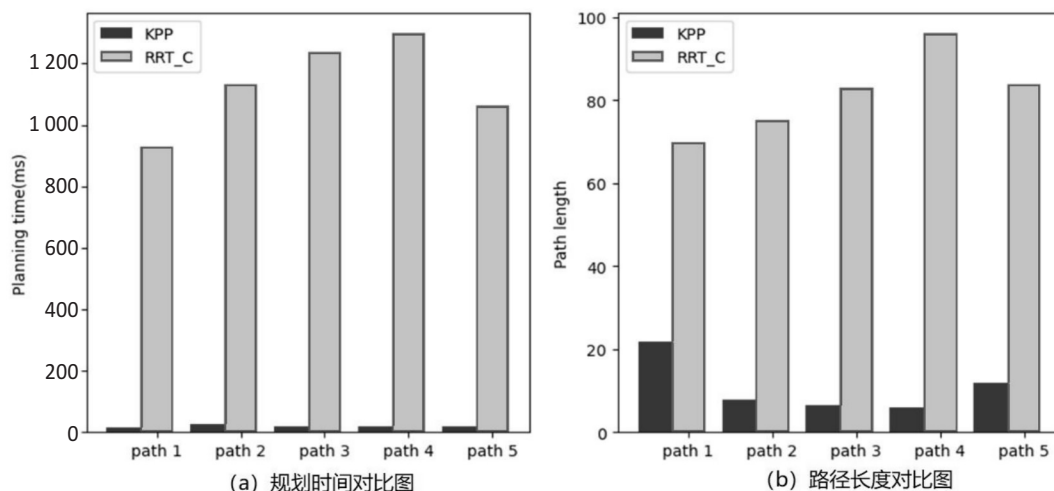 KPP
RRT_C
Planning time(ms)
1 200
1 000
800
600
400
200
0
path 1
path 2
path 3
path 4
path 5
(a) 规划时间对比图
KPP
RRT_C
Path length
100
80
60
40
20
0
path 1
path 2
path 3
path 4
path 5
(b) 路径长度对比图